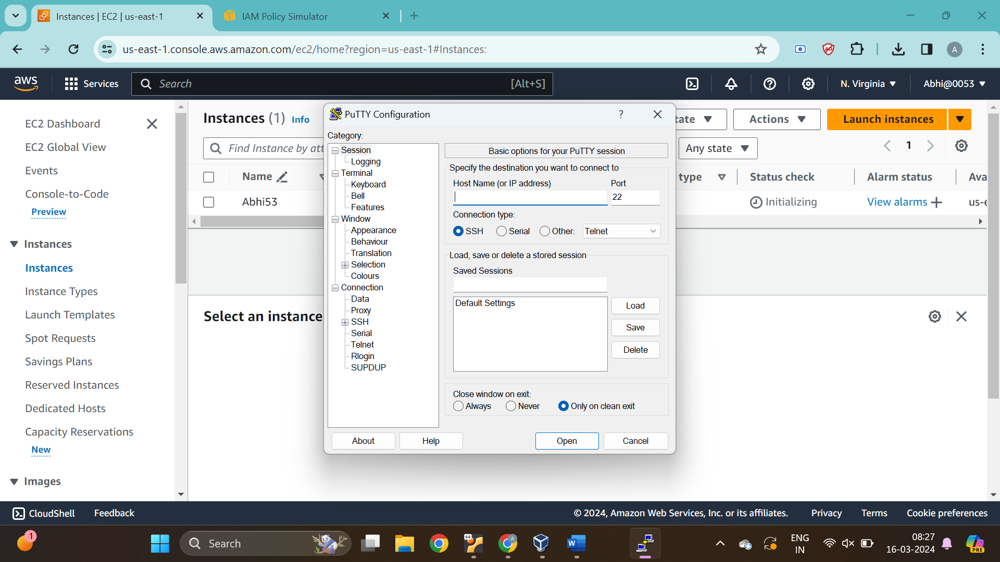 Instances | EC2 | us-east-1
IAM Policy Simulator
us-east-1.console.aws.amazon.com/ec2/home?region=us-east-1#Instances:
A
aws
Services
Search
[Alt+S]
N. Virginia
Abhi@0053
EC2 Dashboard
EC2 Global View
Events
Console-to-Code
Preview
Instances
Instances
Instance Types
Launch Templates
Spot Requests
Savings Plans
Reserved Instances
Dedicated Hosts
Capacity Reservations
New
Images
Instances (1) Info
tate
Actions
Launch instances
Find Instance by att
Any state
1
Name
type
Status check
Alarm status
Ava
Abhi53
Initializing
View alarms +
us-e
Select an instance
PuTTY Configuration
?
Category:
Session
Logging
Terminal
Keyboard
Bell
Features
Window
Appearance
Behaviour
Translation
Selection
Colours
Connection
Data
Proxy
SSH
Serial
Telnet
Rlogin
SUPDUP
Basic options for your PuTTY session
Specify the destination you want to connect to
Host Name (or IP address)
Port
22
Connection type:
SSH
Serial
Other:
Telnet
Load, save or delete a stored session
Saved Sessions
Default Settings
Load
Save
Delete
Close window on exit:
Always
Never
Only on clean exit
About
Help
Open
Cancel
CloudShell
Feedback
© 2024, Amazon Web Services, Inc. or its affiliates.
Privacy
Terms
Cookie preferences
1
Search
64
A
W
ENG
IN
08:27
16-03-2024
PRE